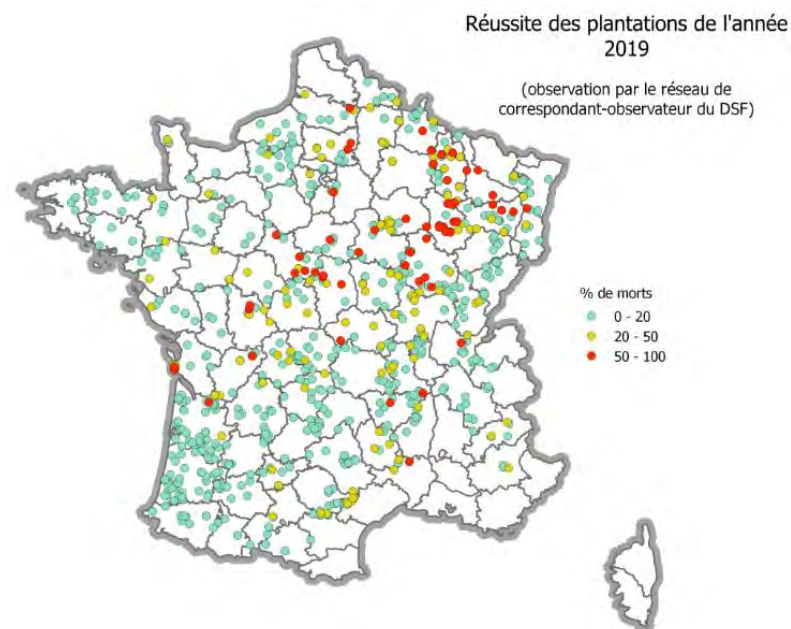 Réussite des plantations de l'année
2019
(observation par le réseau de
correspondant-observateur du DSF)
% de morts
0 - 20
20 - 50
50 - 100